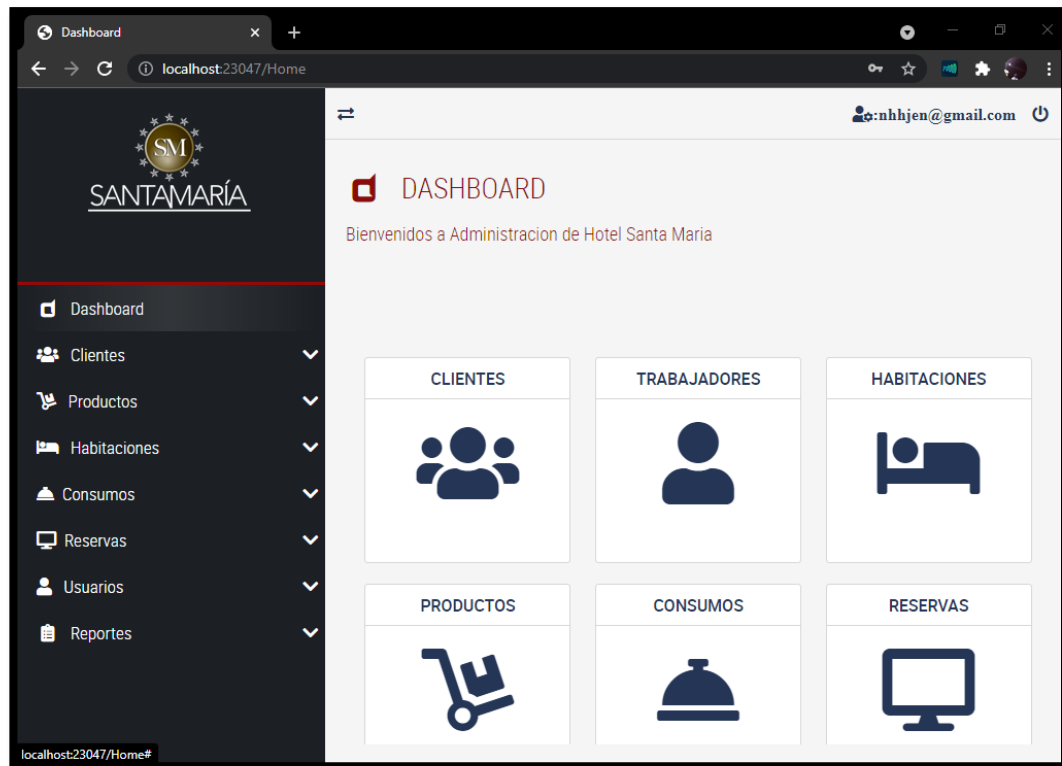 Dashboard
localhost:23047/Home
:nhhjen@gmail.com
SM
SANTAMARÍA
DASHBOARD
Bienvenidos a Administracion de Hotel Santa Maria
Dashboard
Clientes
Productos
Habitaciones
Consumos
Reservas
Usuarios
Reportes
CLIENTES
TRABAJADORES
HABITACIONES
PRODUCTOS
CONSUMOS
RESERVAS
localhost:23047/Home#